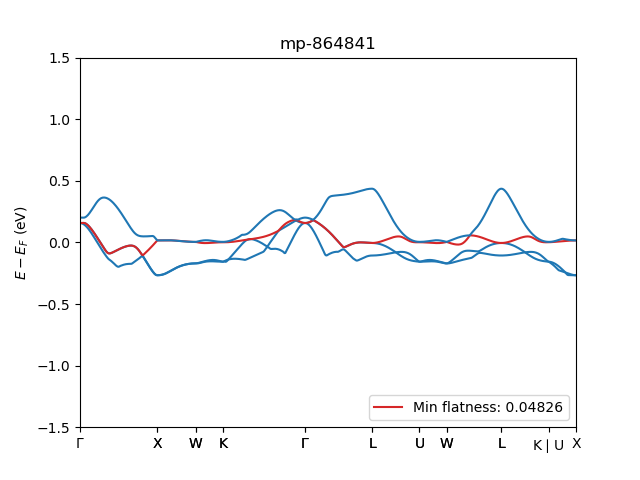 mp-864841
1.5
1.0
0.5
0.0
−0.5
−1.0
−1.5
E − E_F (eV)
Min flatness: 0.04826
Γ X W K Γ L U W L K | U X